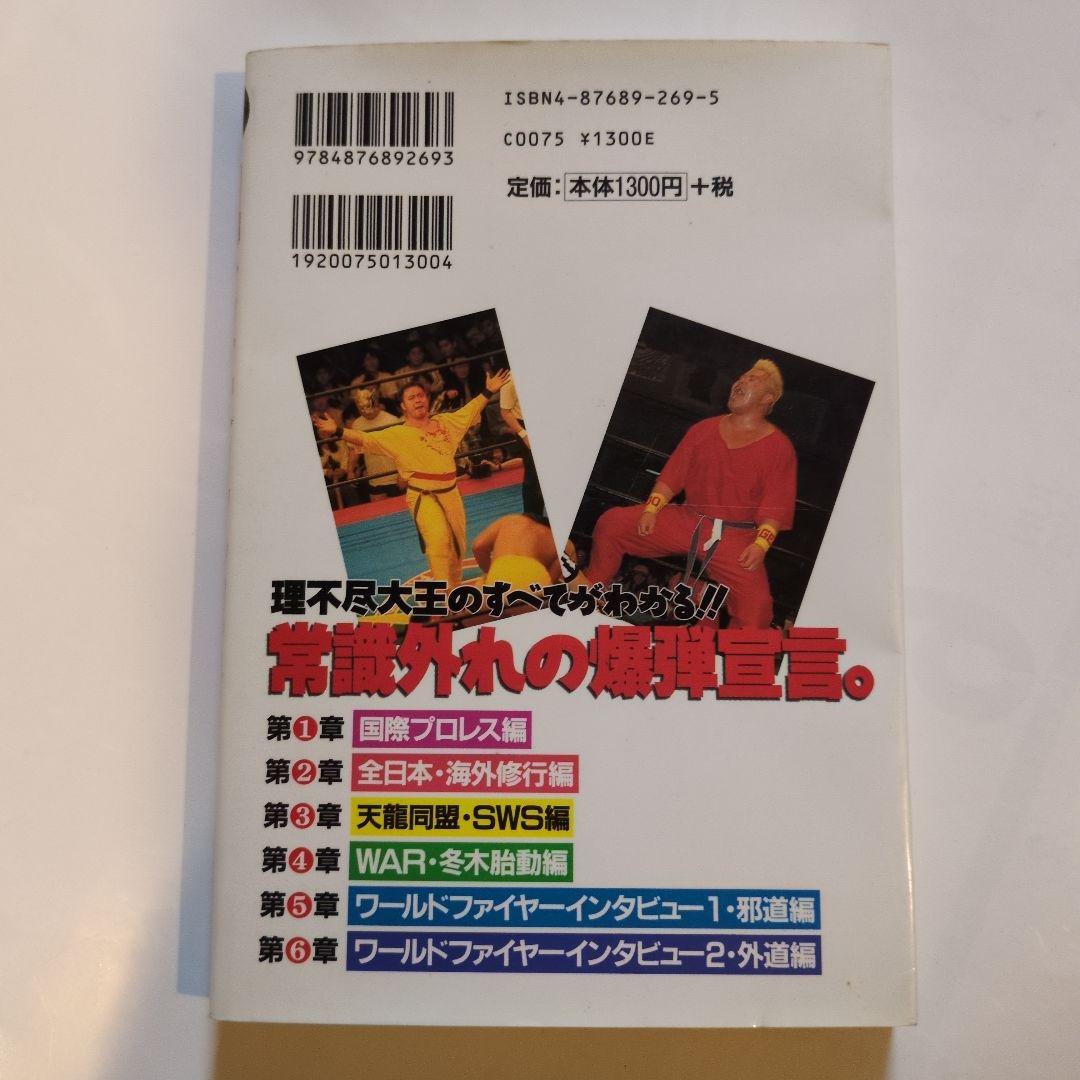 9784876892693
ISBN4-87689-269-5
C0075 ¥1300E
定価：本体1300円+税
1920075013004
理不尽大王のすべてがわかる!!
常識外れの爆弾宣言。
第1章 国際プロレス編
第2章 全日本・海外修行編
第3章 天龍同盟・SWS編
第4章 WAR・冬木胎動編
第5章 ワールドファイヤーインタビュー1・邪道編
第6章 ワールドファイヤーインタビュー2・外道編